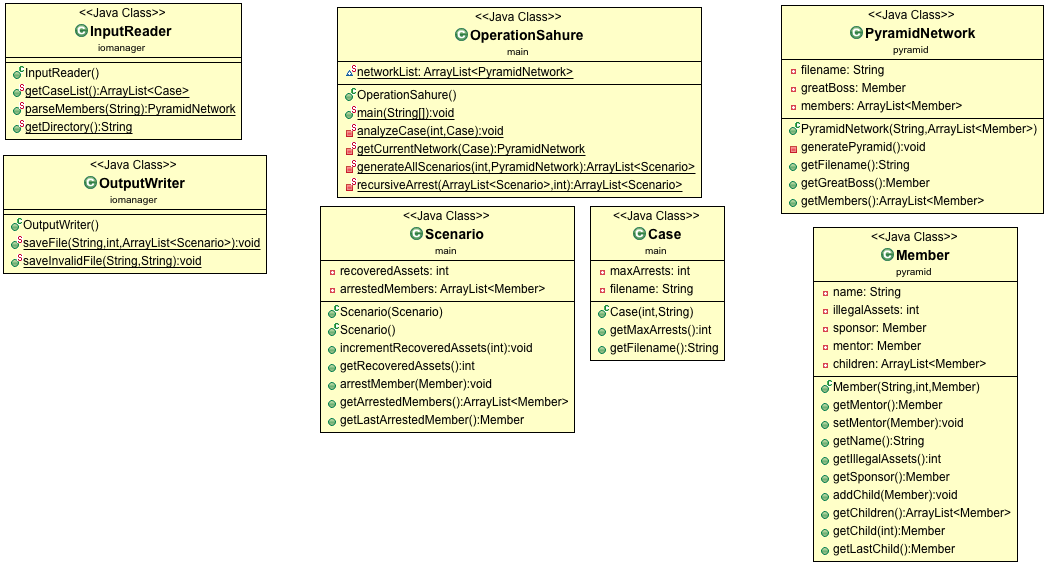 <<Java Class>>
InputReader
iomanager
InputReader()
getCaseList():ArrayList<Case>
parseMembers(String):PyramidNetwork
getDirectory():String
<<Java Class>>
OutputWriter
iomanager
OutputWriter()
saveFile(String,int,ArrayList<Scenario>):void
saveInvalidFile(String,String):void
<<Java Class>>
OperationSahure
main
networkList: ArrayList<PyramidNetwork>
OperationSahure()
main(String[]):void
analyzeCase(int,Case):void
getCurrentNetwork(Case):PyramidNetwork
generateAllScenarios(int,PyramidNetwork):ArrayList<Scenario>
recursiveArrest(ArrayList<Scenario>,int):ArrayList<Scenario>
<<Java Class>>
Scenario
main
recoveredAssets: int
arrestedMembers: ArrayList<Member>
Scenario(Scenario)
Scenario()
incrementRecoveredAssets(int):void
getRecoveredAssets():int
arrestMember(Member):void
getArrestedMembers():ArrayList<Member>
getLastArrestedMember():Member
<<Java Class>>
Case
main
maxArrests: int
filename: String
Case(int,String)
getMaxArrests():int
getFilename():String
<<Java Class>>
PyramidNetwork
pyramid
filename: String
greatBoss: Member
members: ArrayList<Member>
PyramidNetwork(String,ArrayList<Member>)
generatePyramid():void
getFilename():String
getGreatBoss():Member
getMembers():ArrayList<Member>
<<Java Class>>
Member
pyramid
name: String
illegalAssets: int
sponsor: Member
mentor: Member
children: ArrayList<Member>
Member(String,int,Member)
getMentor():Member
setMentor(Member):void
getName():String
getIllegalAssets():int
getSponsor():Member
addChild(Member):void
getChildren():ArrayList<Member>
getChild(int):Member
getLastChild():Member